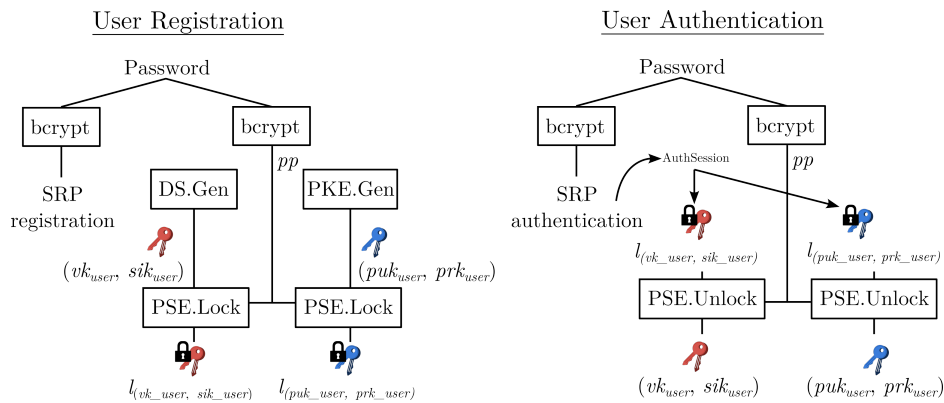 User Registration
Password
bcrypt
bcrypt
pp
SRP
registration
DS.Gen
PKE.Gen
(vk_user, sik_user)
(puk_user, prk_user)
PSE.Lock
PSE.Lock
l_(vk_user, sik_user)
l_(puk_user, prk_user)
User Authentication
Password
bcrypt
bcrypt
pp
AuthSession
SRP
authentication
l_(vk_user, sik_user)
l_(puk_user, prk_user)
PSE.Unlock
PSE.Unlock
(vk_user, sik_user)
(puk_user, prk_user)